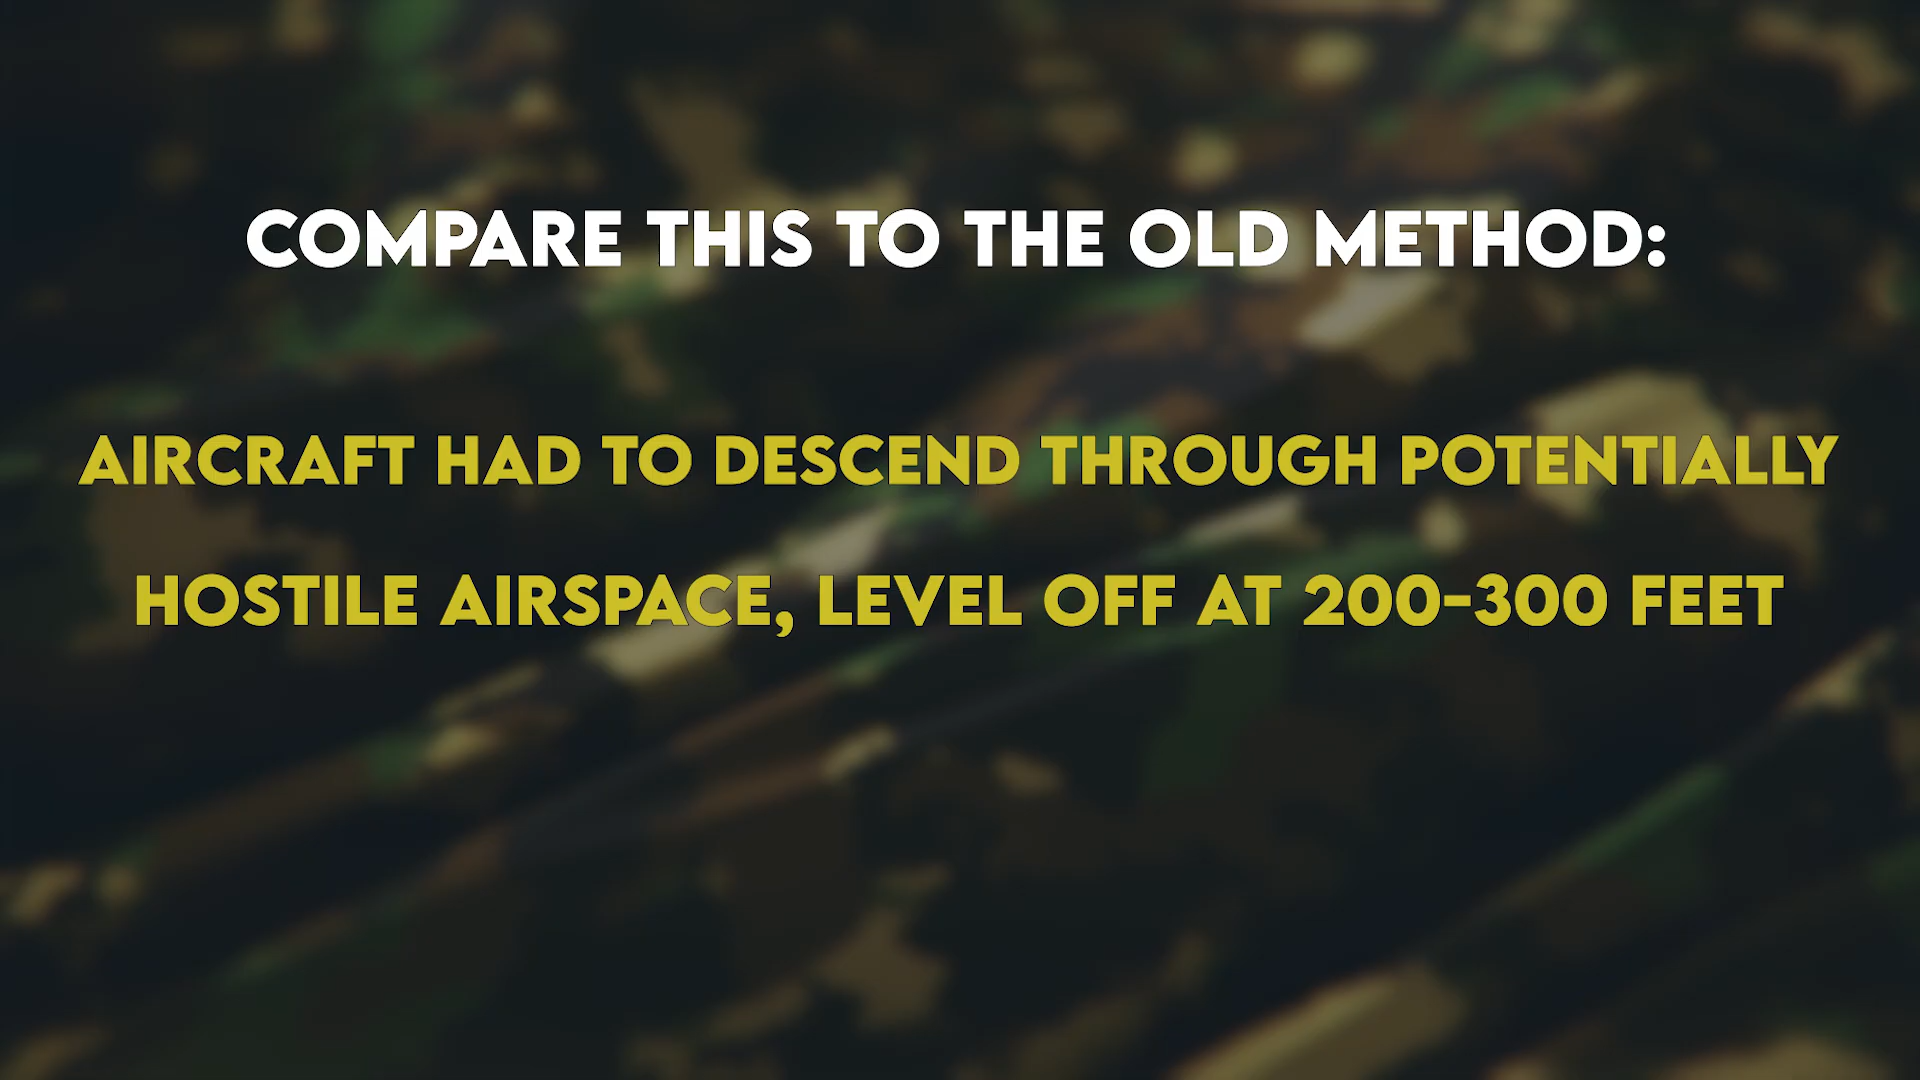 COMPARE THIS TO THE OLD METHOD:
AIRCRAFT HAD TO DESCEND THROUGH POTENTIALLY
HOSTILE AIRSPACE, LEVEL OFF AT 200-300 FEET